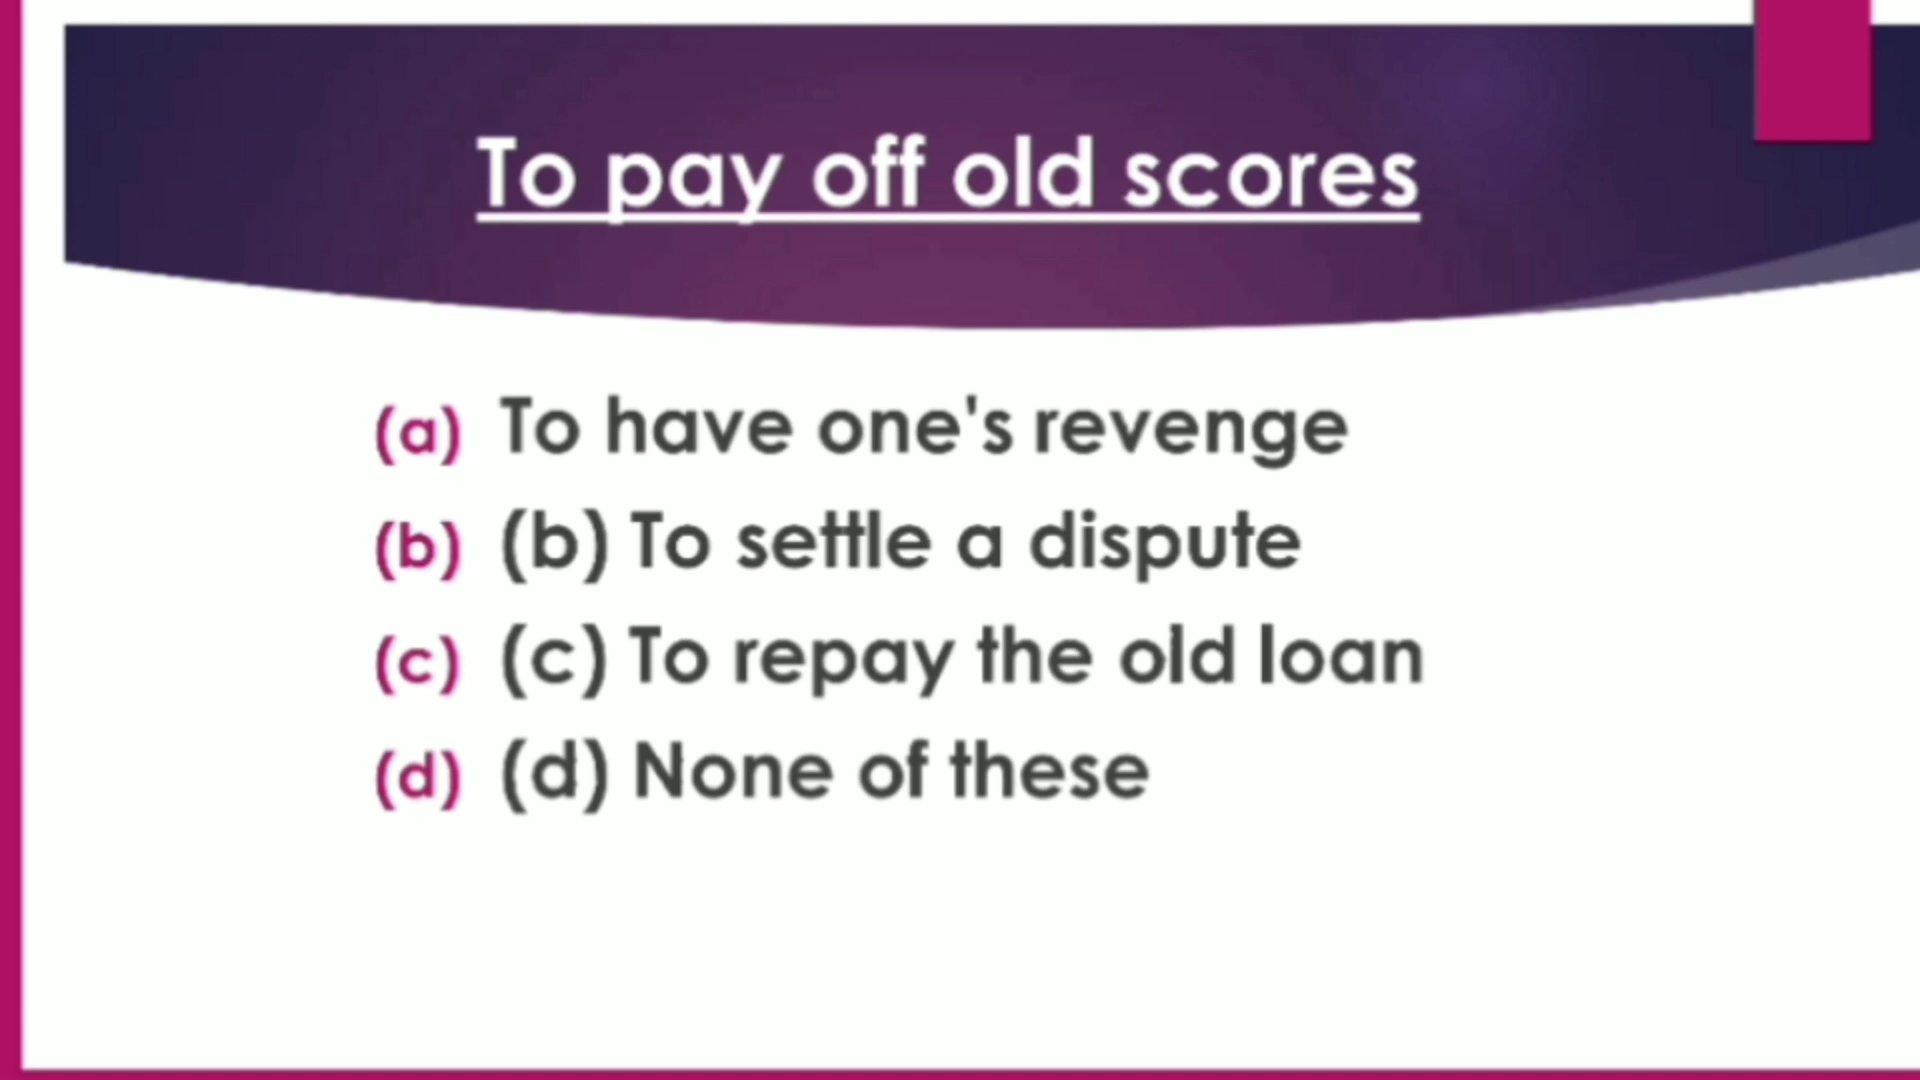 To pay off old scores
(a) To have one's revenge
(b) (b) To settle a dispute
(c) (c) To repay the old loan
(d) (d) None of these